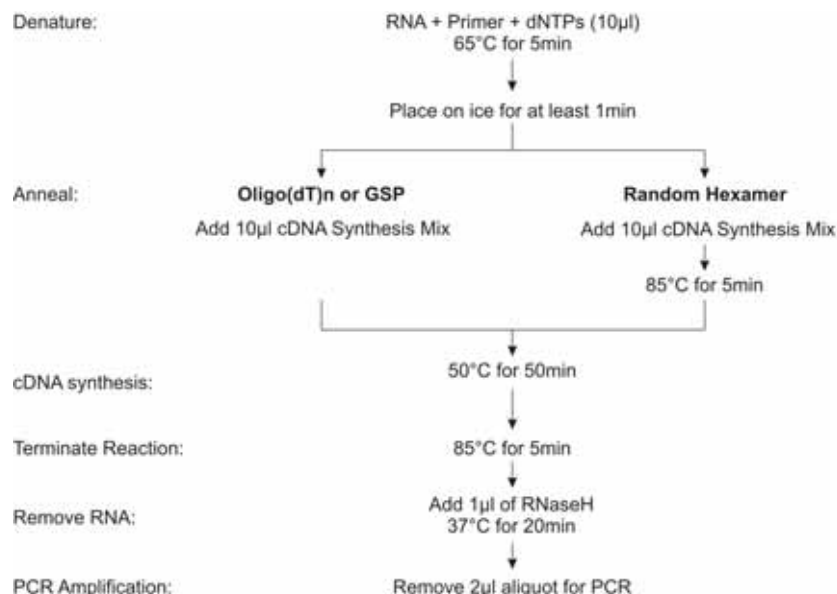 Denature:
RNA + Primer + dNTPs (10µl)
65°C for 5min
Place on ice for at least 1min
Anneal:
Oligo(dT)n or GSP
Add 10µl cDNA Synthesis Mix
Random Hexamer
Add 10µl cDNA Synthesis Mix
85°C for 5min
cDNA synthesis:
50°C for 50min
Terminate Reaction:
85°C for 5min
Remove RNA:
Add 1µl of RNaseH
37°C for 20min
PCR Amplification:
Remove 2µl aliquot for PCR